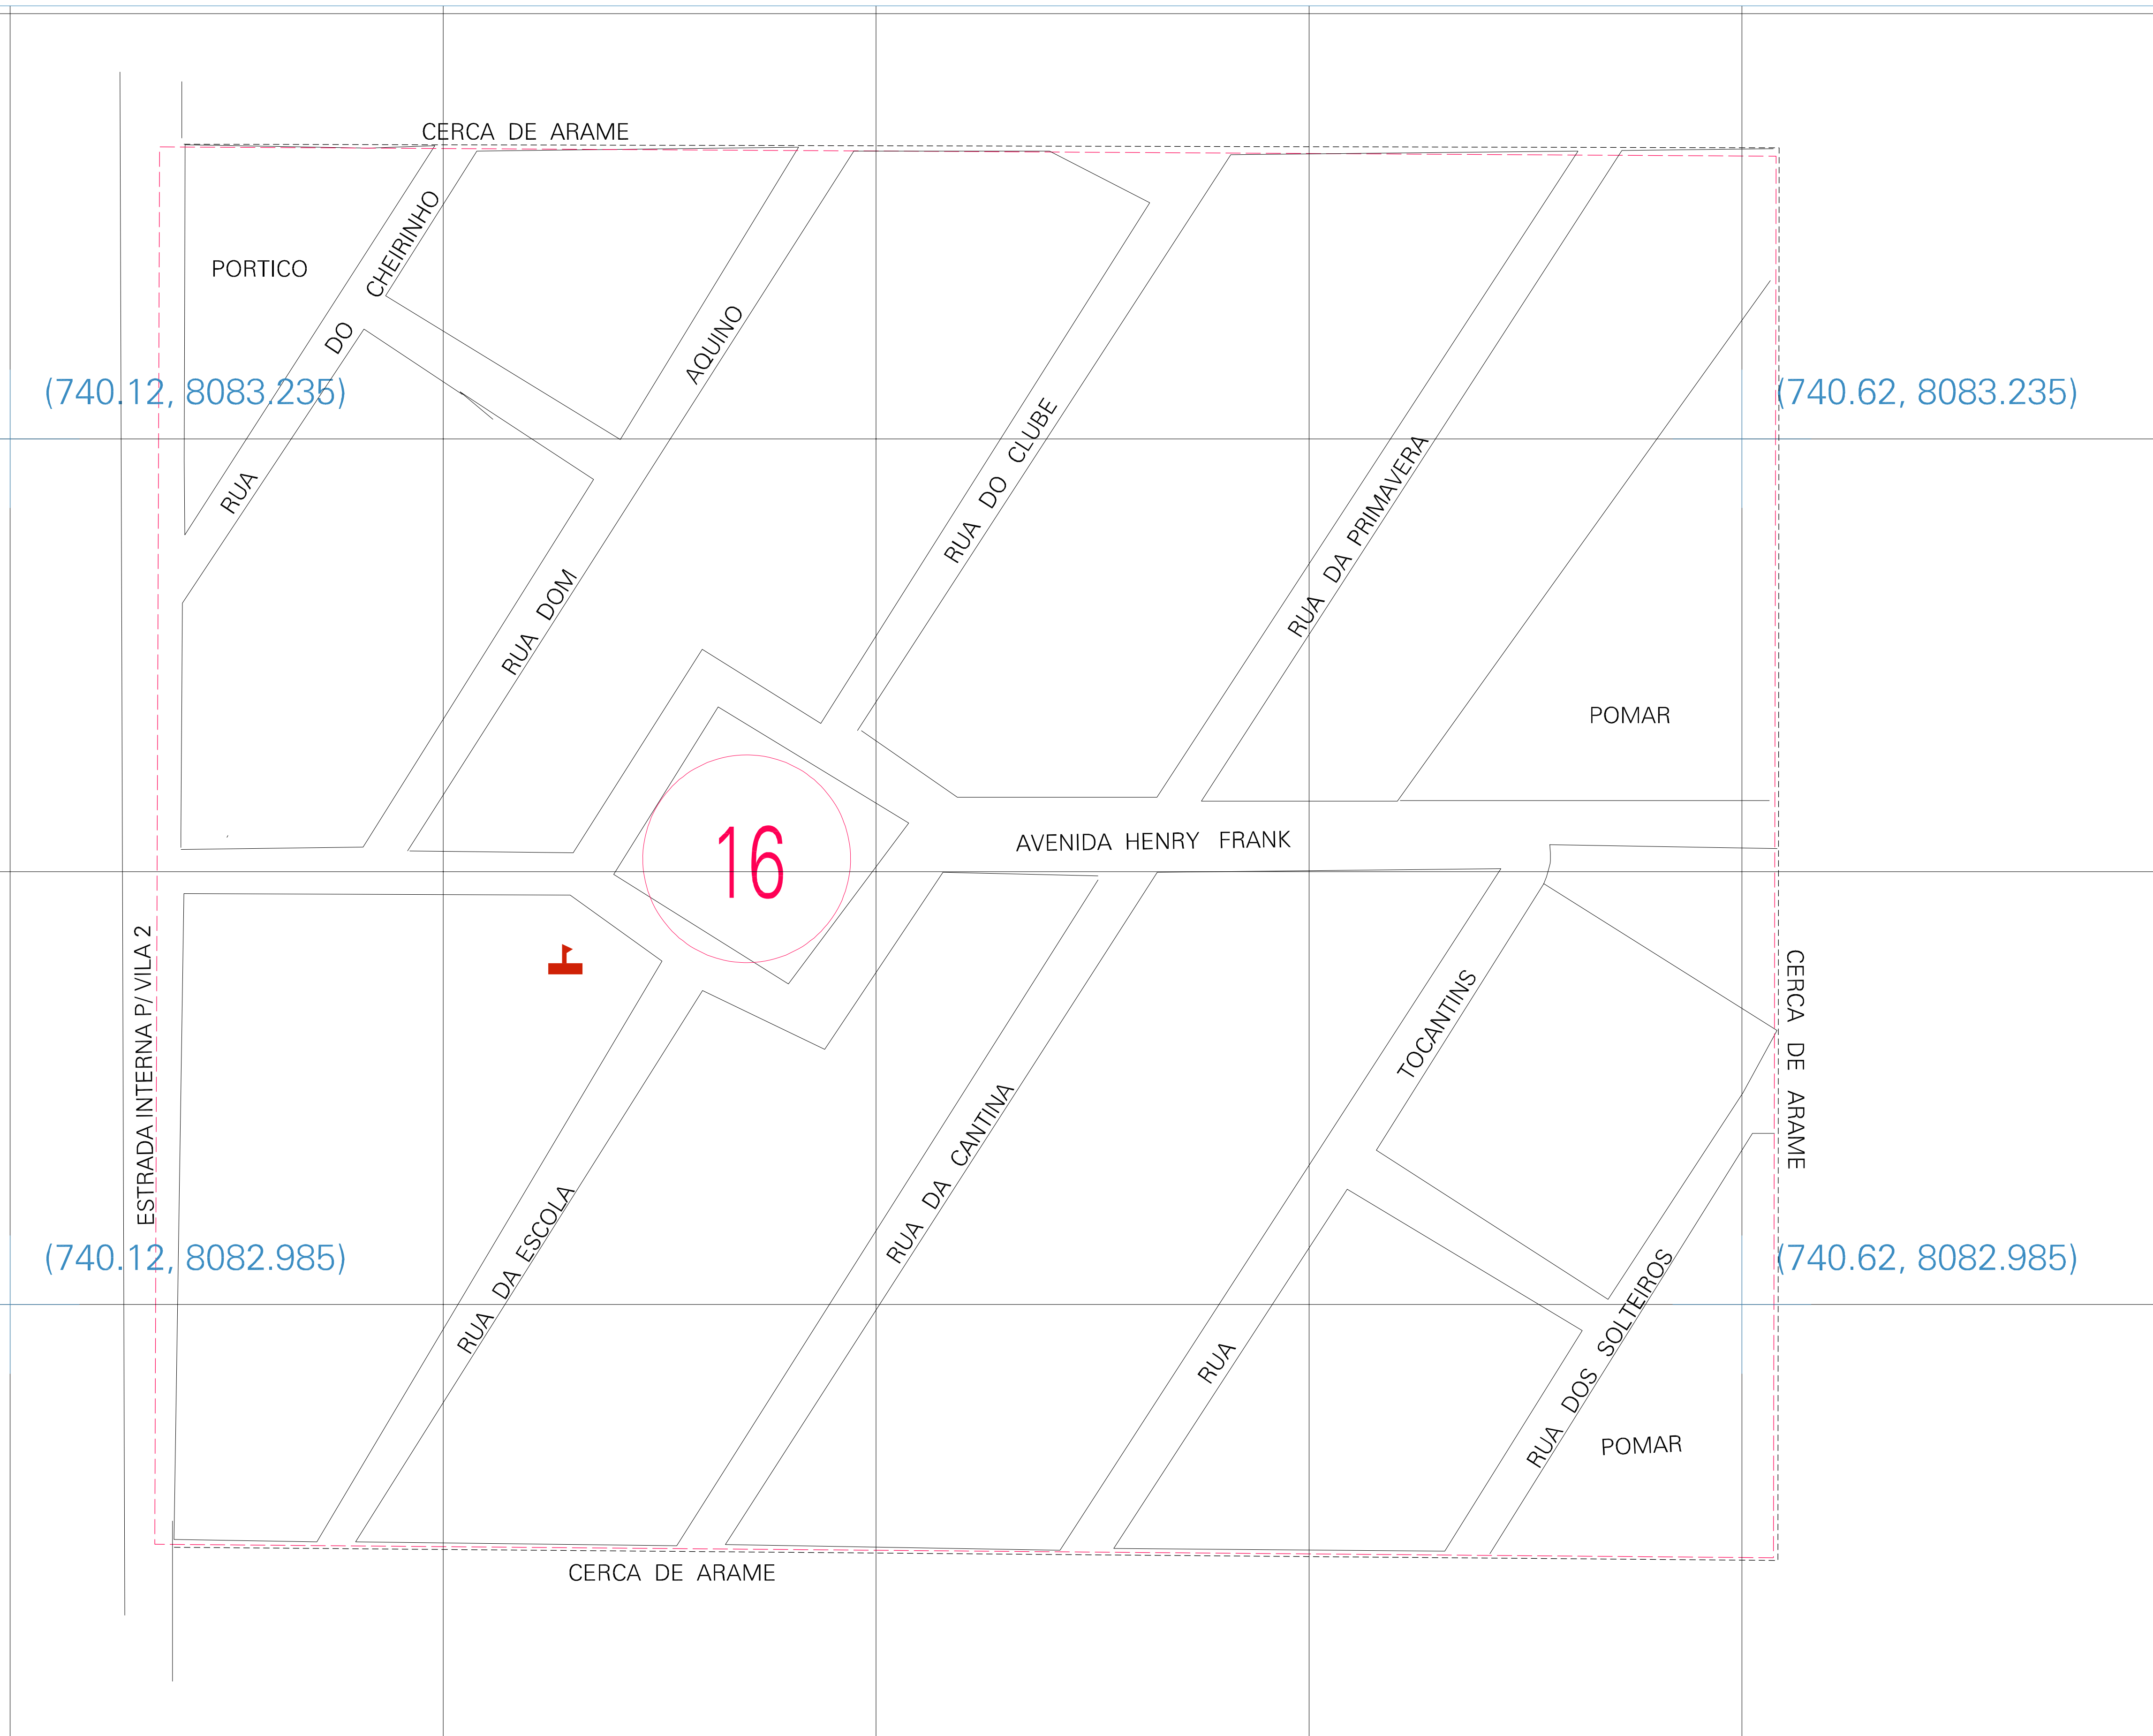 CERCA DE ARAME
PORTICO
RUA DO CHEIRINHO
(740.12, 8083.235)
(740.62, 8083.235)
RUA DOM AQUINO
RUA DO CLUBE
RUA DA PRIMAVERA
POMAR
AVENIDA HENRY FRANK
16
ESTRADA INTERNA P/ VILA 2
CERCA DE ARAME
RUA DA ESCOLA
RUA DA CANTINA
RUA TOCANTINS
RUA DOS SOLTEIROS
(740.12, 8082.985)
(740.62, 8082.985)
POMAR
CERCA DE ARAME